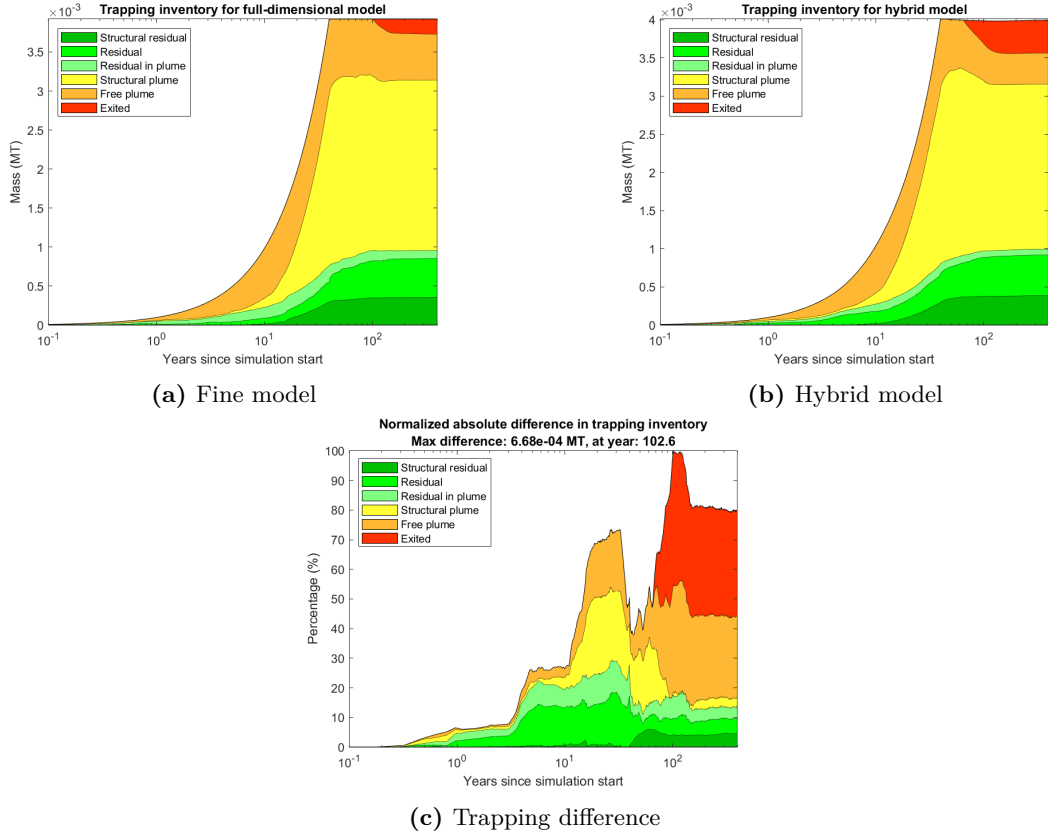 Trapping inventory for full-dimensional model
×10⁻³
3.5
3
2.5
2
1.5
1
0.5
0
Mass (MT)
Structural residual
Residual
Residual in plume
Structural plume
Free plume
Exited
10⁻¹ 10⁰ 10¹ 10²
Years since simulation start
(a) Fine model
Trapping inventory for hybrid model
×10⁻³
4
3.5
3
2.5
2
1.5
1
0.5
0
Mass (MT)
Structural residual
Residual
Residual in plume
Structural plume
Free plume
Exited
10⁻¹ 10⁰ 10¹ 10²
Years since simulation start
(b) Hybrid model
Normalized absolute difference in trapping inventory
Max difference: 6.68e-04 MT, at year: 102.6
100
90
80
70
60
50
40
30
20
10
0
Percentage (%)
Structural residual
Residual
Residual in plume
Structural plume
Free plume
Exited
10⁻¹ 10⁰ 10¹ 10²
Years since simulation start
(c) Trapping difference